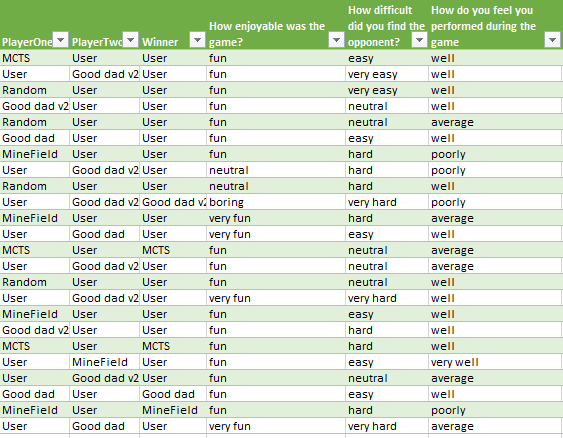 How difficult How do you feel you
How enjoyable was the did you find the performed during the
PlayerOne PlayerTwo Winner game? opponent? game
MCTS User User fun easy well
User Good dad v2 User fun very easy well
Random User User fun very easy well
Good dad v2 User User fun neutral well
Random User User fun neutral average
Good dad User User fun easy well
MineField User User fun hard poorly
User Good dad v2 User neutral hard poorly
Random User User neutral hard well
User Good dad v2 Good dad v2 boring very hard poorly
MineField User User very fun hard average
User Good dad User very fun easy well
MCTS User MCTS fun neutral average
User Good dad v2 User fun neutral average
Random User User fun neutral well
User Good dad v2 User very fun very hard well
MineField User User fun easy well
Good dad v2 User User fun hard well
MCTS User MCTS fun hard well
User MineField User fun easy very well
User Good dad v2 User fun neutral average
Good dad User Good dad fun easy well
MineField User MineField fun hard poorly
User Good dad User very fun very hard average